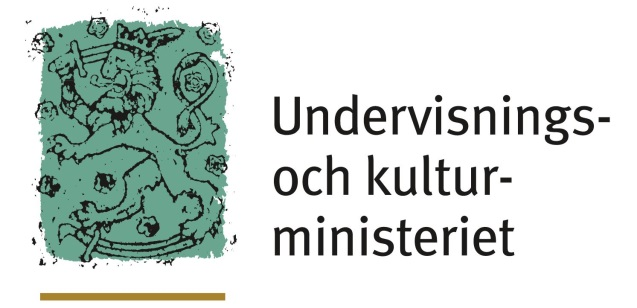 Undervisnings-
och kultur-
ministeriet